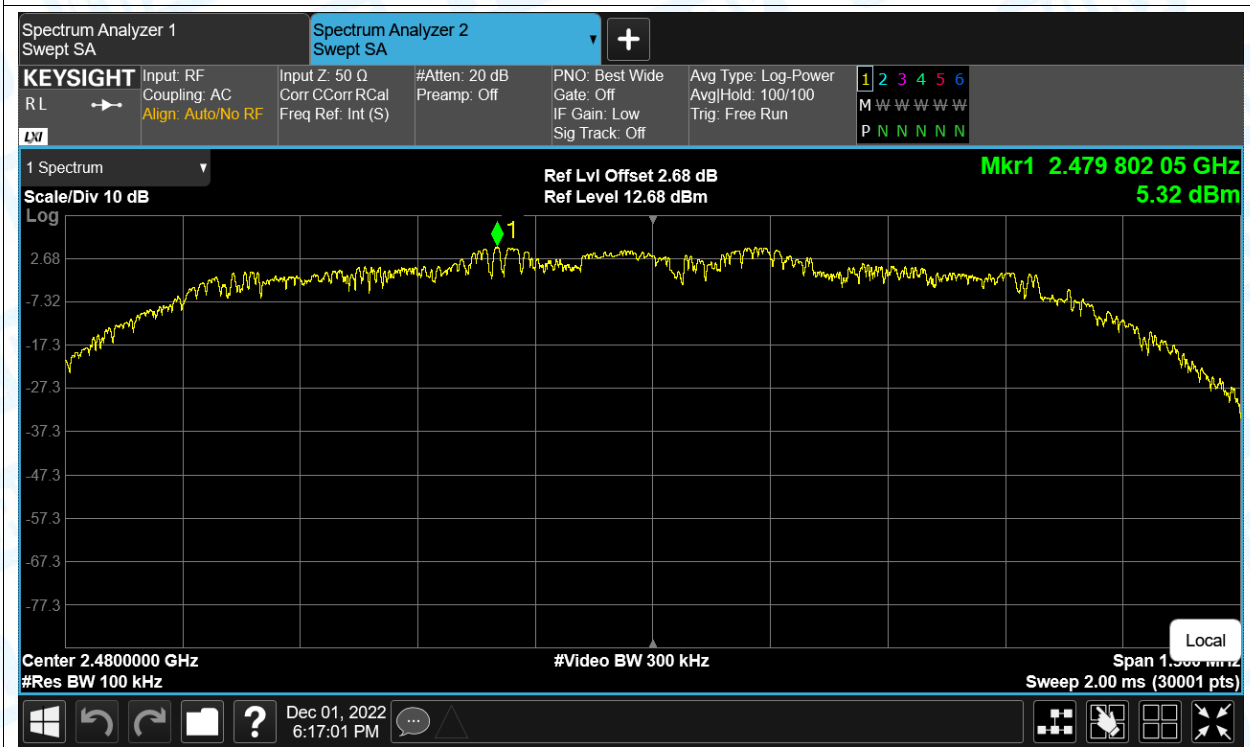 Spectrum Analyzer 1
Swept SA
Spectrum Analyzer 2
Swept SA
+
KEYSIGHT
R L
LXI
Input: RF
Coupling: AC
Align: Auto/No RF
Input Z: 50 Ω
Corr CCorr RCal
Freq Ref: Int (S)
#Atten: 20 dB
Preamp: Off
PNO: Best Wide
Gate: Off
IF Gain: Low
Sig Track: Off
Avg Type: Log-Power
Avg|Hold: 100/100
Trig: Free Run
1 2 3 4 5 6
M W W W W W
P N N N N N
1 Spectrum
Scale/Div 10 dB
Log
Ref Lvl Offset 2.68 dB
Ref Level 12.68 dBm
Mkr1 2.479 802 05 GHz
5.32 dBm
1
2.68
-7.32
-17.3
-27.3
-37.3
-47.3
-57.3
-67.3
-77.3
Local
Center 2.4800000 GHz
#Video BW 300 kHz
Span
#Res BW 100 kHz
Sweep 2.00 ms (30001 pts)
?
Dec 01, 2022
6:17:01 PM